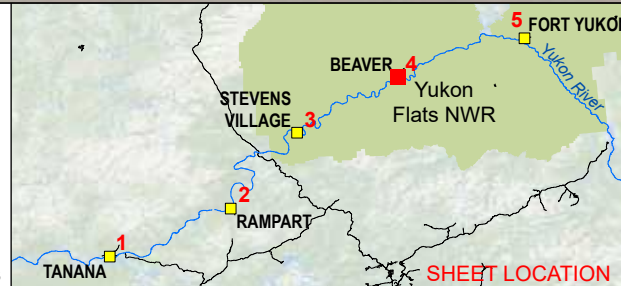 5
FORT YUKON
BEAVER
4
Yukon
Flats NWR
Yukon River
STEVENS
VILLAGE
3
2
RAMPART
1
TANANA
SHEET LOCATION